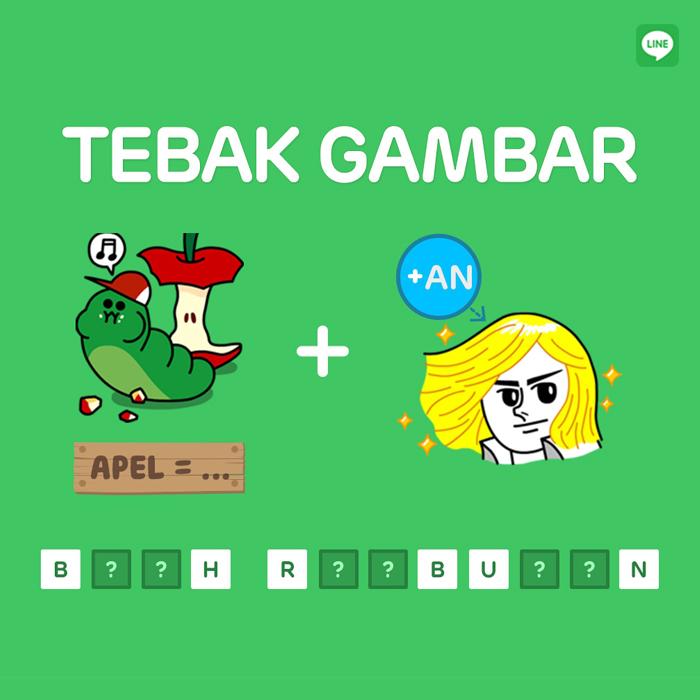 LINE
TEBAK GAMBAR
+AN
+
APEL = ...
B ? ? H R ? ? B U ? ? N